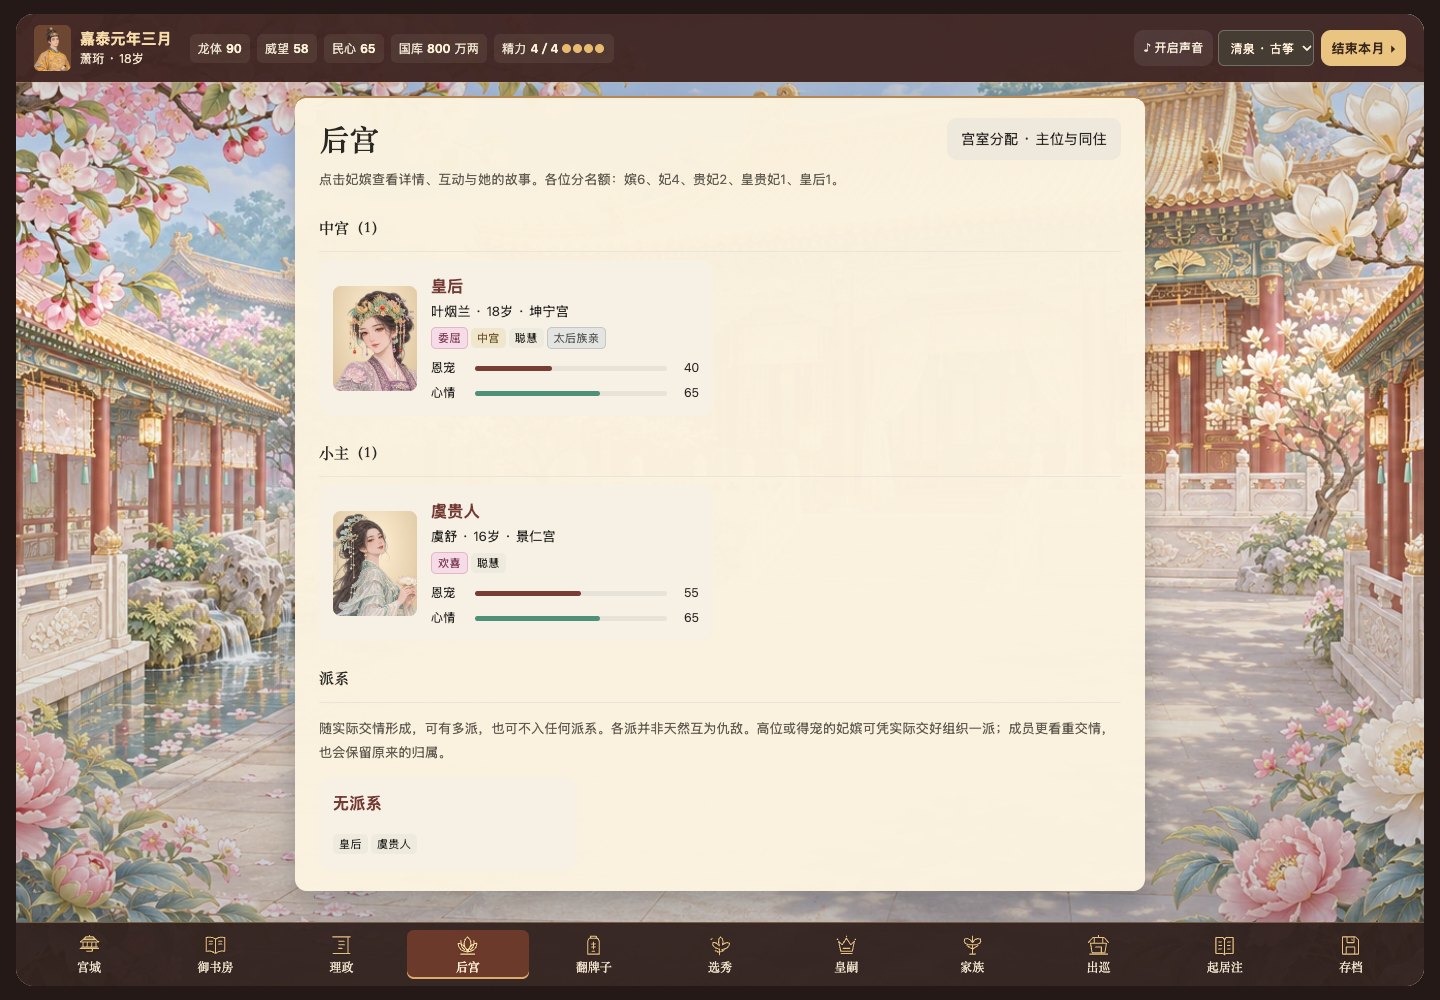 嘉泰元年三月
萧珩 · 18岁
龙体 90
威望 58
民心 65
国库 800 万两
精力 4 / 4
♪ 开启声音
清泉 · 古筝
结束本月
后宫
宫室分配 · 主位与同住
点击妃嫔查看详情、互动与她的故事。各位分名额：嫔6、妃4、贵妃2、皇贵妃1、皇后1。
中宫（1）
皇后
叶烟兰 · 18岁 · 坤宁宫
委屈 中宫 聪慧 太后族亲
恩宠 40
心情 65
小主（1）
虞贵人
虞舒 · 16岁 · 景仁宫
欢喜 聪慧
恩宠 55
心情 65
派系
随实际交情形成，可有多派，也可不入任何派系。各派并非天然互为仇敌。高位或得宠的妃嫔可凭实际交好组织一派；成员更看重交情，
也会保留原来的归属。
无派系
皇后 虞贵人
宫城
御书房
理政
后宫
翻牌子
选秀
皇嗣
家族
出巡
起居注
存档